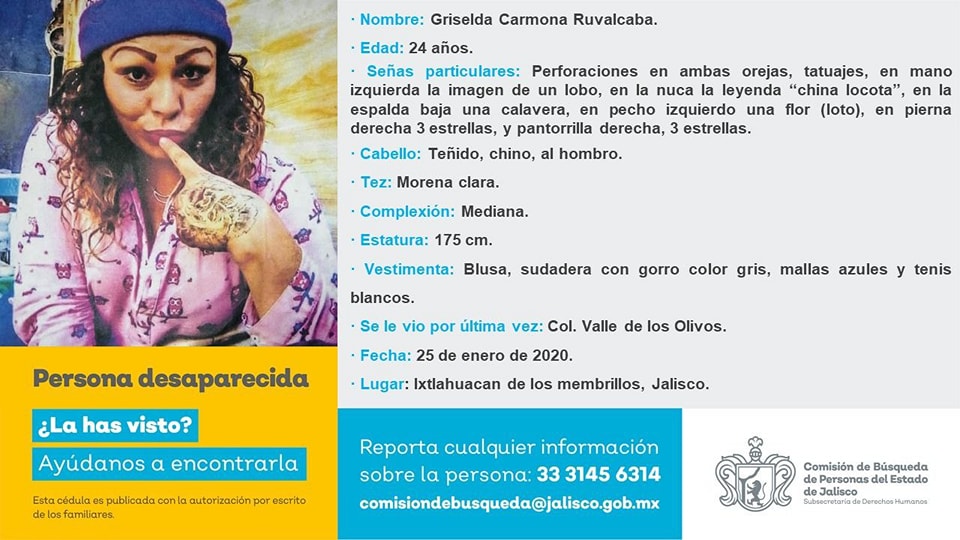 · Nombre: Griselda Carmona Ruvalcaba.
· Edad: 24 años.
· Señas particulares: Perforaciones en ambas orejas, tatuajes, en mano
izquierda la imagen de un lobo, en la nuca la leyenda “china locota”, en la
espalda baja una calavera, en pecho izquierdo una flor (loto), en pierna
derecha 3 estrellas, y pantorrilla derecha, 3 estrellas.
· Cabello: Teñido, chino, al hombro.
· Tez: Morena clara.
· Complexión: Mediana.
· Estatura: 175 cm.
· Vestimenta: Blusa, sudadera con gorro color gris, mallas azules y tenis
blancos.
· Se le vio por última vez: Col. Valle de los Olivos.
· Fecha: 25 de enero de 2020.
· Lugar: Ixtlahuacan de los membrillos, Jalisco.
Persona desaparecida
¿La has visto?
Ayúdanos a encontrarla
Esta cédula es publicada con la autorización por escrito
de los familiares.
Reporta cualquier información
sobre la persona: 33 3145 6314
comisiondebusqueda@jalisco.gob.mx
Comisión de Búsqueda
de Personas del Estado
de Jalisco
Subsecretaría de Derechos Humanos